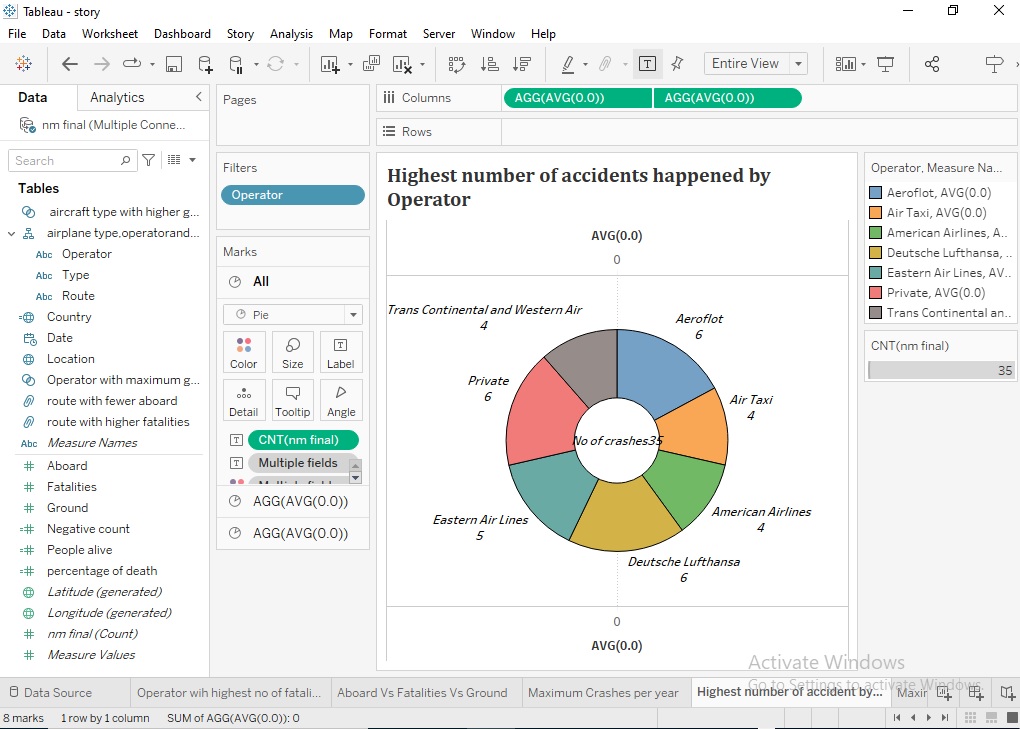 Tableau - story
File Data Worksheet Dashboard Story Analysis Map Format Server Window Help
Entire View
Data Analytics
nm final (Multiple Conne...
Search
Tables
aircraft type with higher g...
airplane type,operatorand...
Abc Operator
Abc Type
Abc Route
Country
Date
Location
Operator with maximum g...
route with fewer aboard
route with higher fatalities
Abc Measure Names
Aboard
Fatalities
Ground
Negative count
People alive
percentage of death
Latitude (generated)
Longitude (generated)
nm final (Count)
Measure Values
Pages
Filters
Operator
Marks
All
Pie
Color Size Label
Detail Tooltip Angle
CNT(nm final)
Multiple fields
AGG(AVG(0.0))
AGG(AVG(0.0))
Columns AGG(AVG(0.0)) AGG(AVG(0.0))
Rows
Highest number of accidents happened by
Operator
AVG(0.0)
0
Trans Continental and Western Air
4
Aeroflot
6
Private
6
Air Taxi
4
No of crashes35
American Airlines
4
Eastern Air Lines
5
Deutsche Lufthansa
6
0
AVG(0.0)
Operator, Measure Na...
Aeroflot, AVG(0.0)
Air Taxi, AVG(0.0)
American Airlines, A..
Deutsche Lufthansa, ..
Eastern Air Lines, AV..
Private, AVG(0.0)
Trans Continental an..
CNT(nm final)
35
Activate Windows
Go to Settings to activate Windows.
Data Source Operator wih highest no of fatali... Aboard Vs Fatalities Vs Ground Maximum Crashes per year Highest number of accident by...
8 marks 1 row by 1 column SUM of AGG(AVG(0.0)): 0